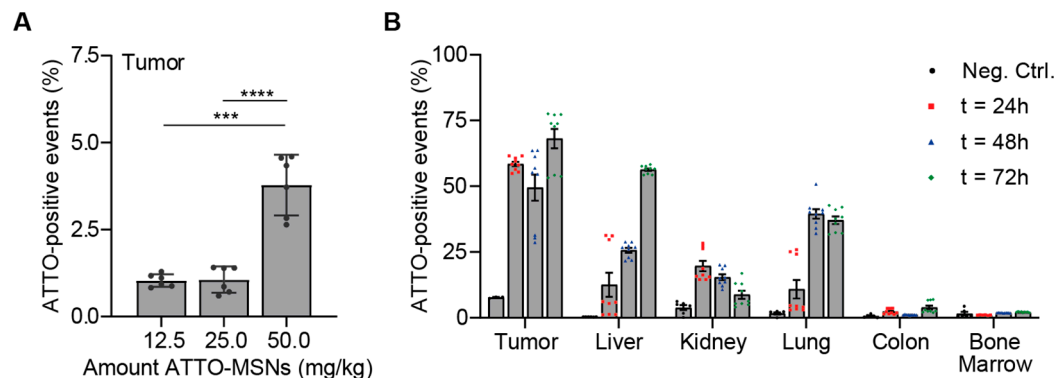 A
Tumor
ATTO-positive events (%)
7.5
5.0
2.5
0.0
****
***
12.5 25.0 50.0
Amount ATTO-MSNs (mg/kg)
B
ATTO-positive events (%)
100
75
50
25
0
Neg. Ctrl.
t = 24h
t = 48h
t = 72h
Tumor Liver Kidney Lung Colon Bone
Marrow